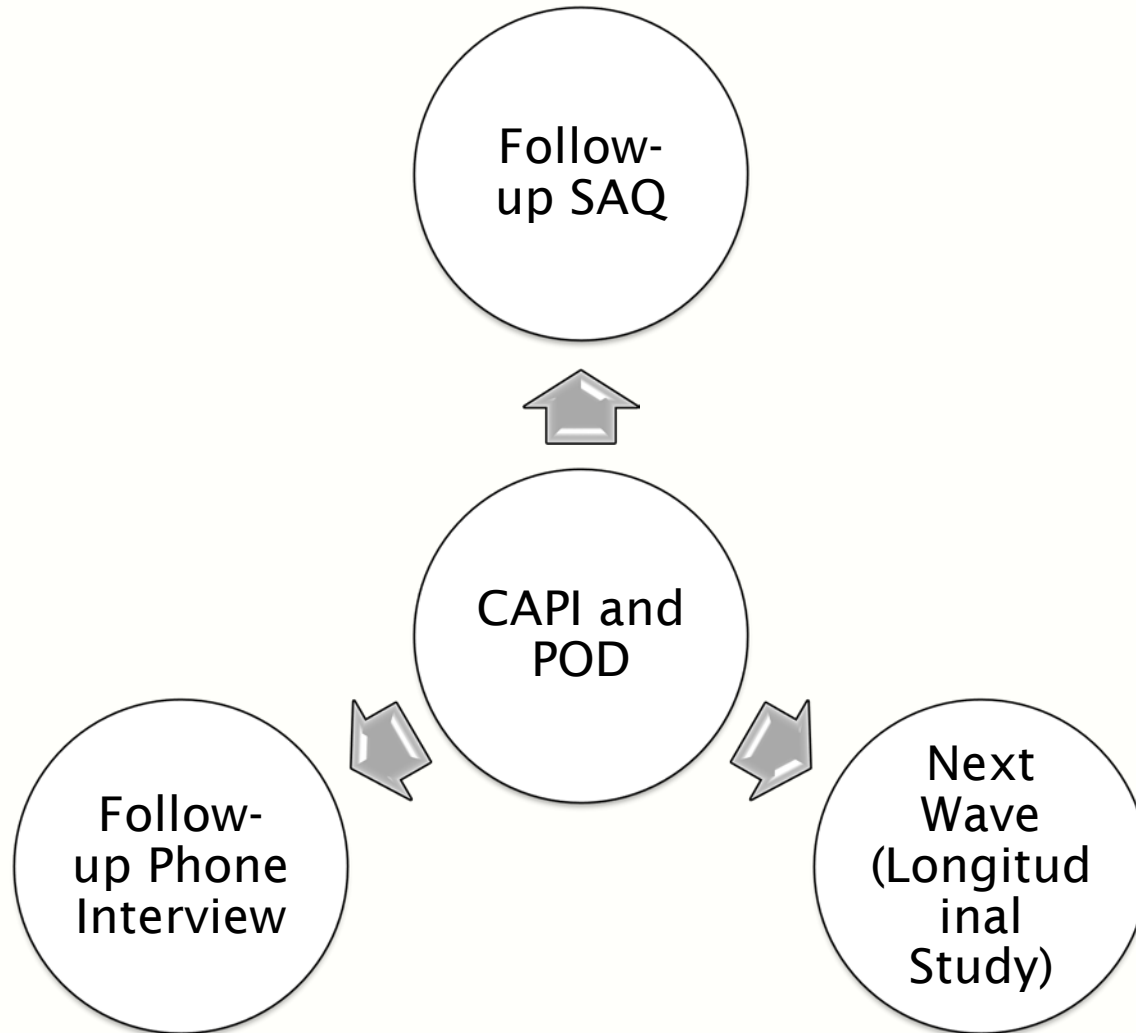 Follow-
up SAQ
CAPI and
POD
Follow-
up Phone
Interview
Next
Wave
(Longitud
inal
Study)